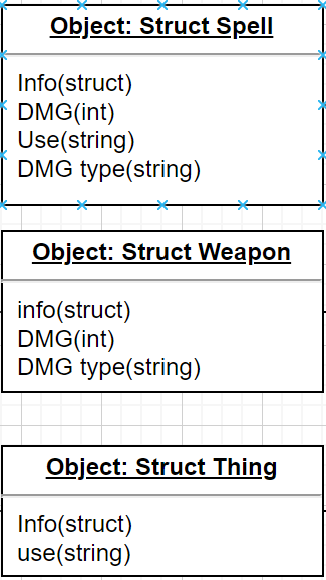 Object: Struct Spell
Info(struct)
DMG(int)
Use(string)
DMG type(string)
Object: Struct Weapon
info(struct)
DMG(int)
DMG type(string)
Object: Struct Thing
Info(struct)
use(string)